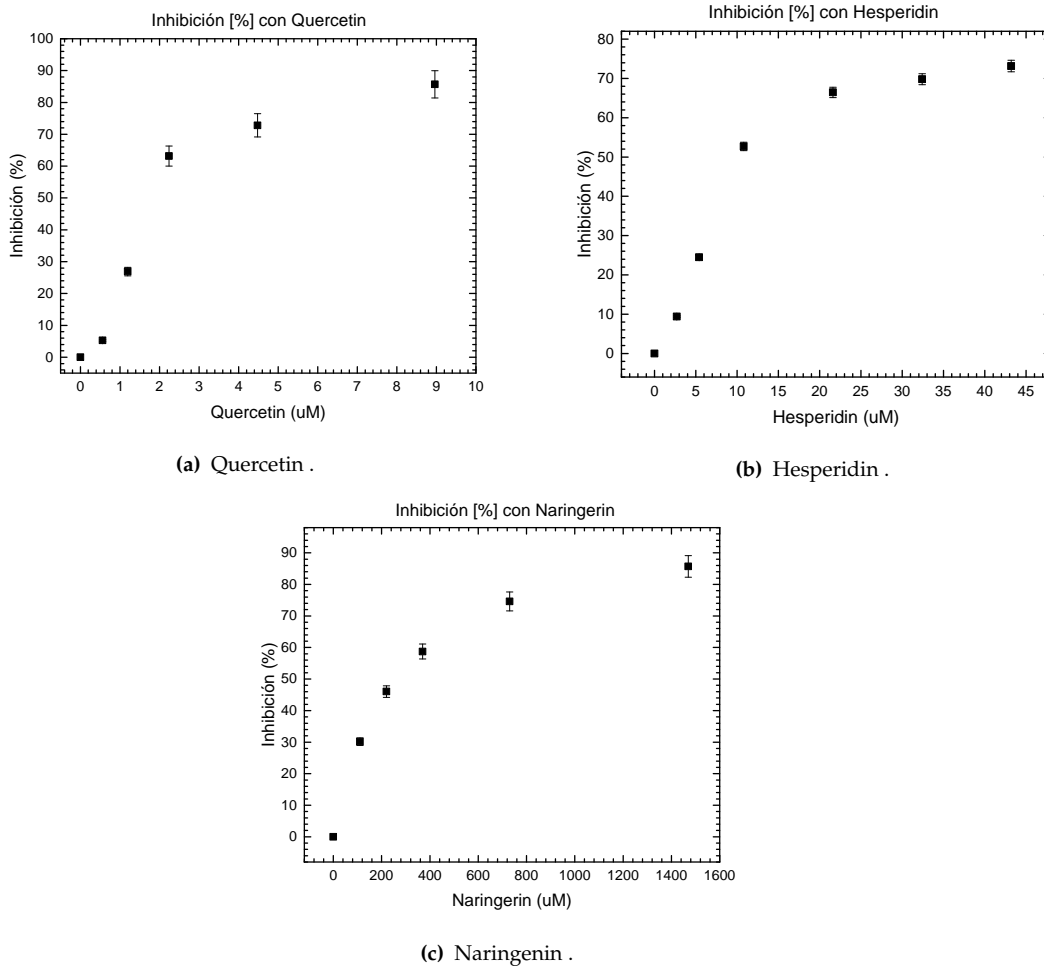 Inhibición [%] con Quercetin
100
90
80
70
60
50
40
30
20
10
0
Inhibición (%)
0 1 2 3 4 5 6 7 8 9 10
Quercetin (uM)
(a) Quercetin .
Inhibición [%] con Hesperidin
80
70
60
50
40
30
20
10
0
Inhibición (%)
0 5 10 15 20 25 30 35 40 45
Hesperidin (uM)
(b) Hesperidin .
Inhibición [%] con Naringerin
90
80
70
60
50
40
30
20
10
0
Inhibición (%)
0 200 400 600 800 1000 1200 1400 1600
Naringerin (uM)
(c) Naringenin .